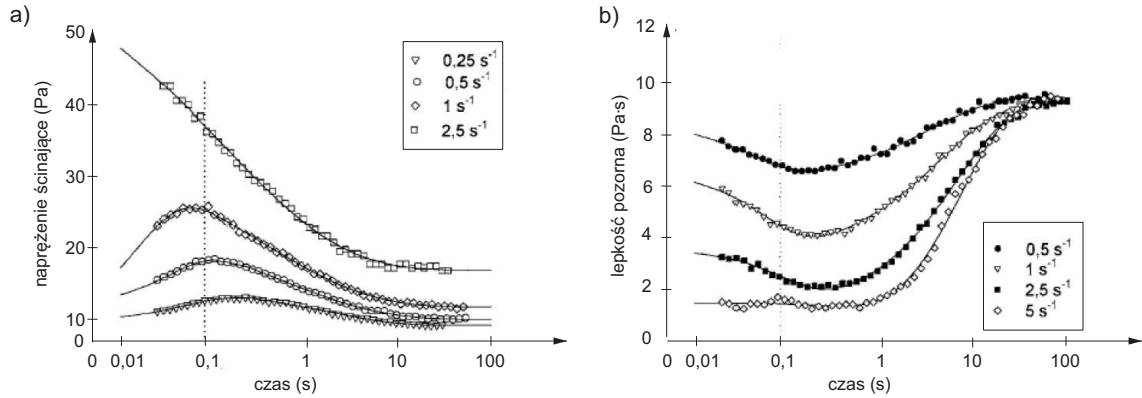 a)
50
40
30
20
10
0
naprężenie ścinające (Pa)
0,25 s⁻¹
0,5 s⁻¹
1 s⁻¹
2,5 s⁻¹
0 0,01 0,1 1 10 100
czas (s)
b)
12
10
8
6
4
2
0
lepkość pozorna (Pa·s)
0,5 s⁻¹
1 s⁻¹
2,5 s⁻¹
5 s⁻¹
0 0,01 0,1 1 10 100
czas (s)